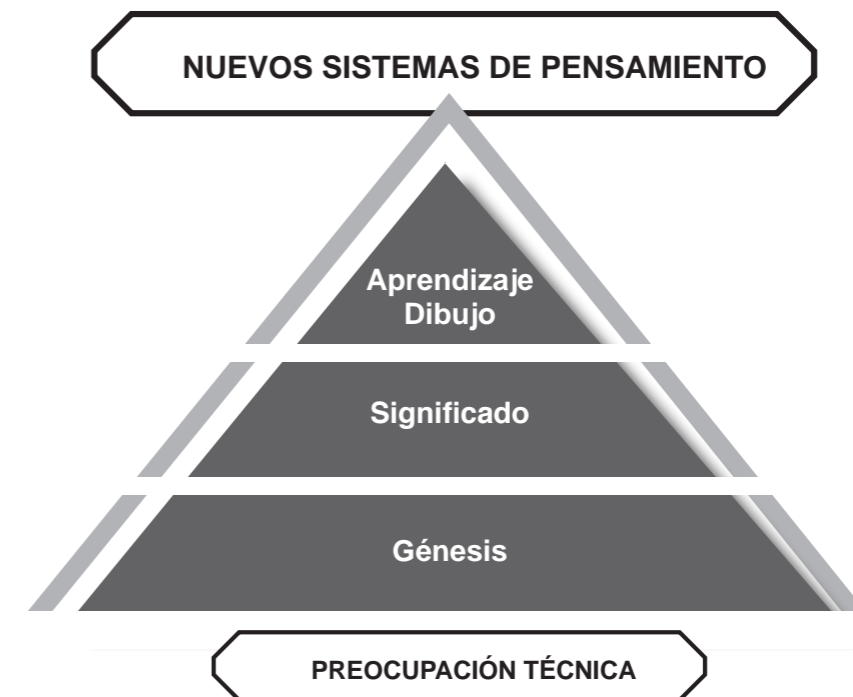 NUEVOS SISTEMAS DE PENSAMIENTO
Aprendizaje
Dibujo
Significado
Génesis
PREOCUPACIÓN TÉCNICA